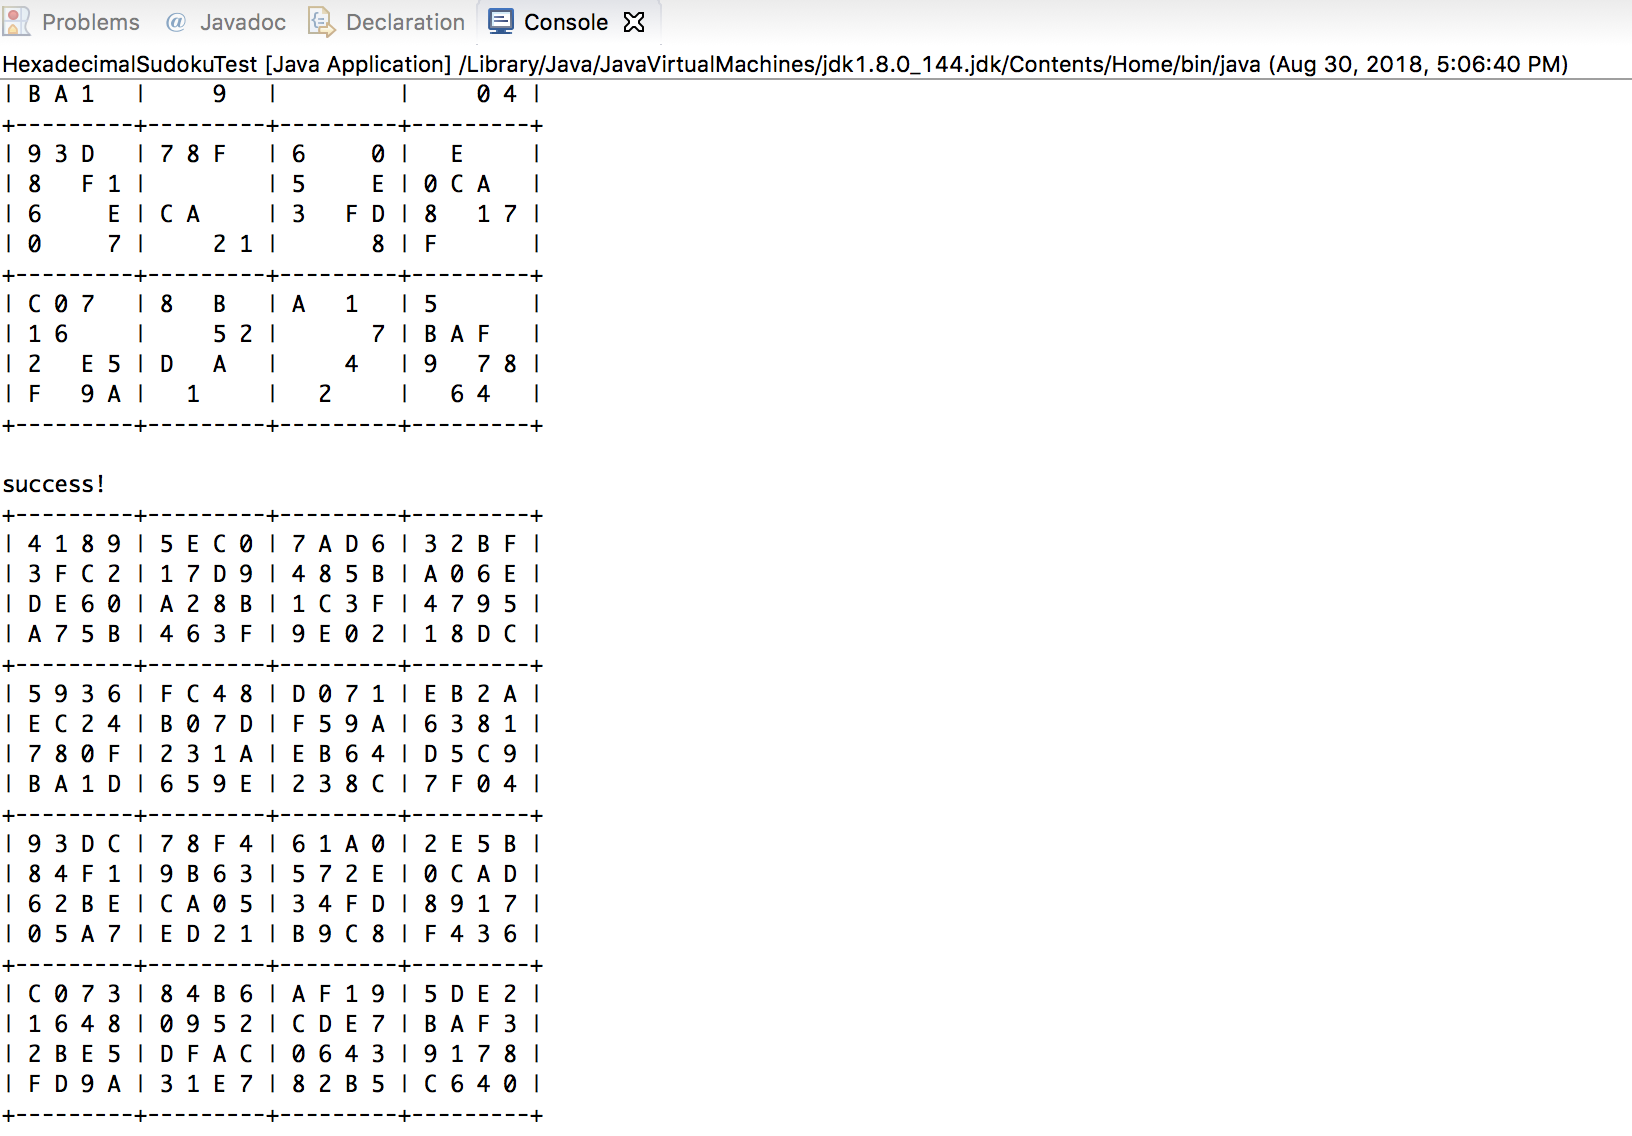 Problems @ Javadoc Declaration Console
HexadecimalSudokuTest [Java Application] /Library/Java/JavaVirtualMachines/jdk1.8.0_144.jdk/Contents/Home/bin/java (Aug 30, 2018, 5:06:40 PM)
| B A 1   |     9   |         |     0 4 |
+---------+---------+---------+---------+
| 9 3 D   | 7 8 F   | 6     0 |   E     |
| 8   F 1 |         | 5     E | 0 C A   |
| 6     E | C A     | 3   F D | 8   1 7 |
| 0     7 |     2 1 |       8 | F       |
+---------+---------+---------+---------+
| C 0 7   | 8   B   | A   1   | 5       |
| 1 6     |     5 2 |       7 | B A F   |
| 2   E 5 | D   A   |     4   | 9   7 8 |
| F   9 A |   1     |   2     |   6 4   |
+---------+---------+---------+---------+
success!
+---------+---------+---------+---------+
| 4 1 8 9 | 5 E C 0 | 7 A D 6 | 3 2 B F |
| 3 F C 2 | 1 7 D 9 | 4 8 5 B | A 0 6 E |
| D E 6 0 | A 2 8 B | 1 C 3 F | 4 7 9 5 |
| A 7 5 B | 4 6 3 F | 9 E 0 2 | 1 8 D C |
+---------+---------+---------+---------+
| 5 9 3 6 | F C 4 8 | D 0 7 1 | E B 2 A |
| E C 2 4 | B 0 7 D | F 5 9 A | 6 3 8 1 |
| 7 8 0 F | 2 3 1 A | E B 6 4 | D 5 C 9 |
| B A 1 D | 6 5 9 E | 2 3 8 C | 7 F 0 4 |
+---------+---------+---------+---------+
| 9 3 D C | 7 8 F 4 | 6 1 A 0 | 2 E 5 B |
| 8 4 F 1 | 9 B 6 3 | 5 7 2 E | 0 C A D |
| 6 2 B E | C A 0 5 | 3 4 F D | 8 9 1 7 |
| 0 5 A 7 | E D 2 1 | B 9 C 8 | F 4 3 6 |
+---------+---------+---------+---------+
| C 0 7 3 | 8 4 B 6 | A F 1 9 | 5 D E 2 |
| 1 6 4 8 | 0 9 5 2 | C D E 7 | B A F 3 |
| 2 B E 5 | D F A C | 0 6 4 3 | 9 1 7 8 |
| F D 9 A | 3 1 E 7 | 8 2 B 5 | C 6 4 0 |
+---------+---------+---------+---------+